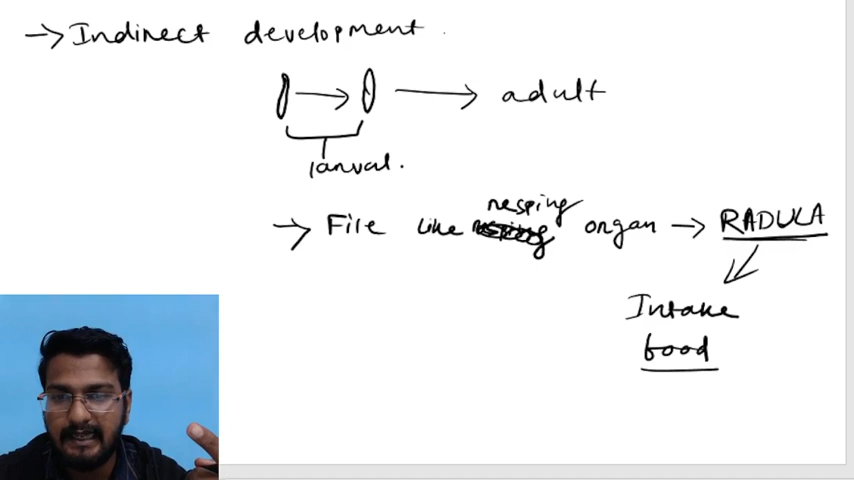 → Indirect development.
→ → adult
larval.
→ File like resping organ → RADULA
Intake
food